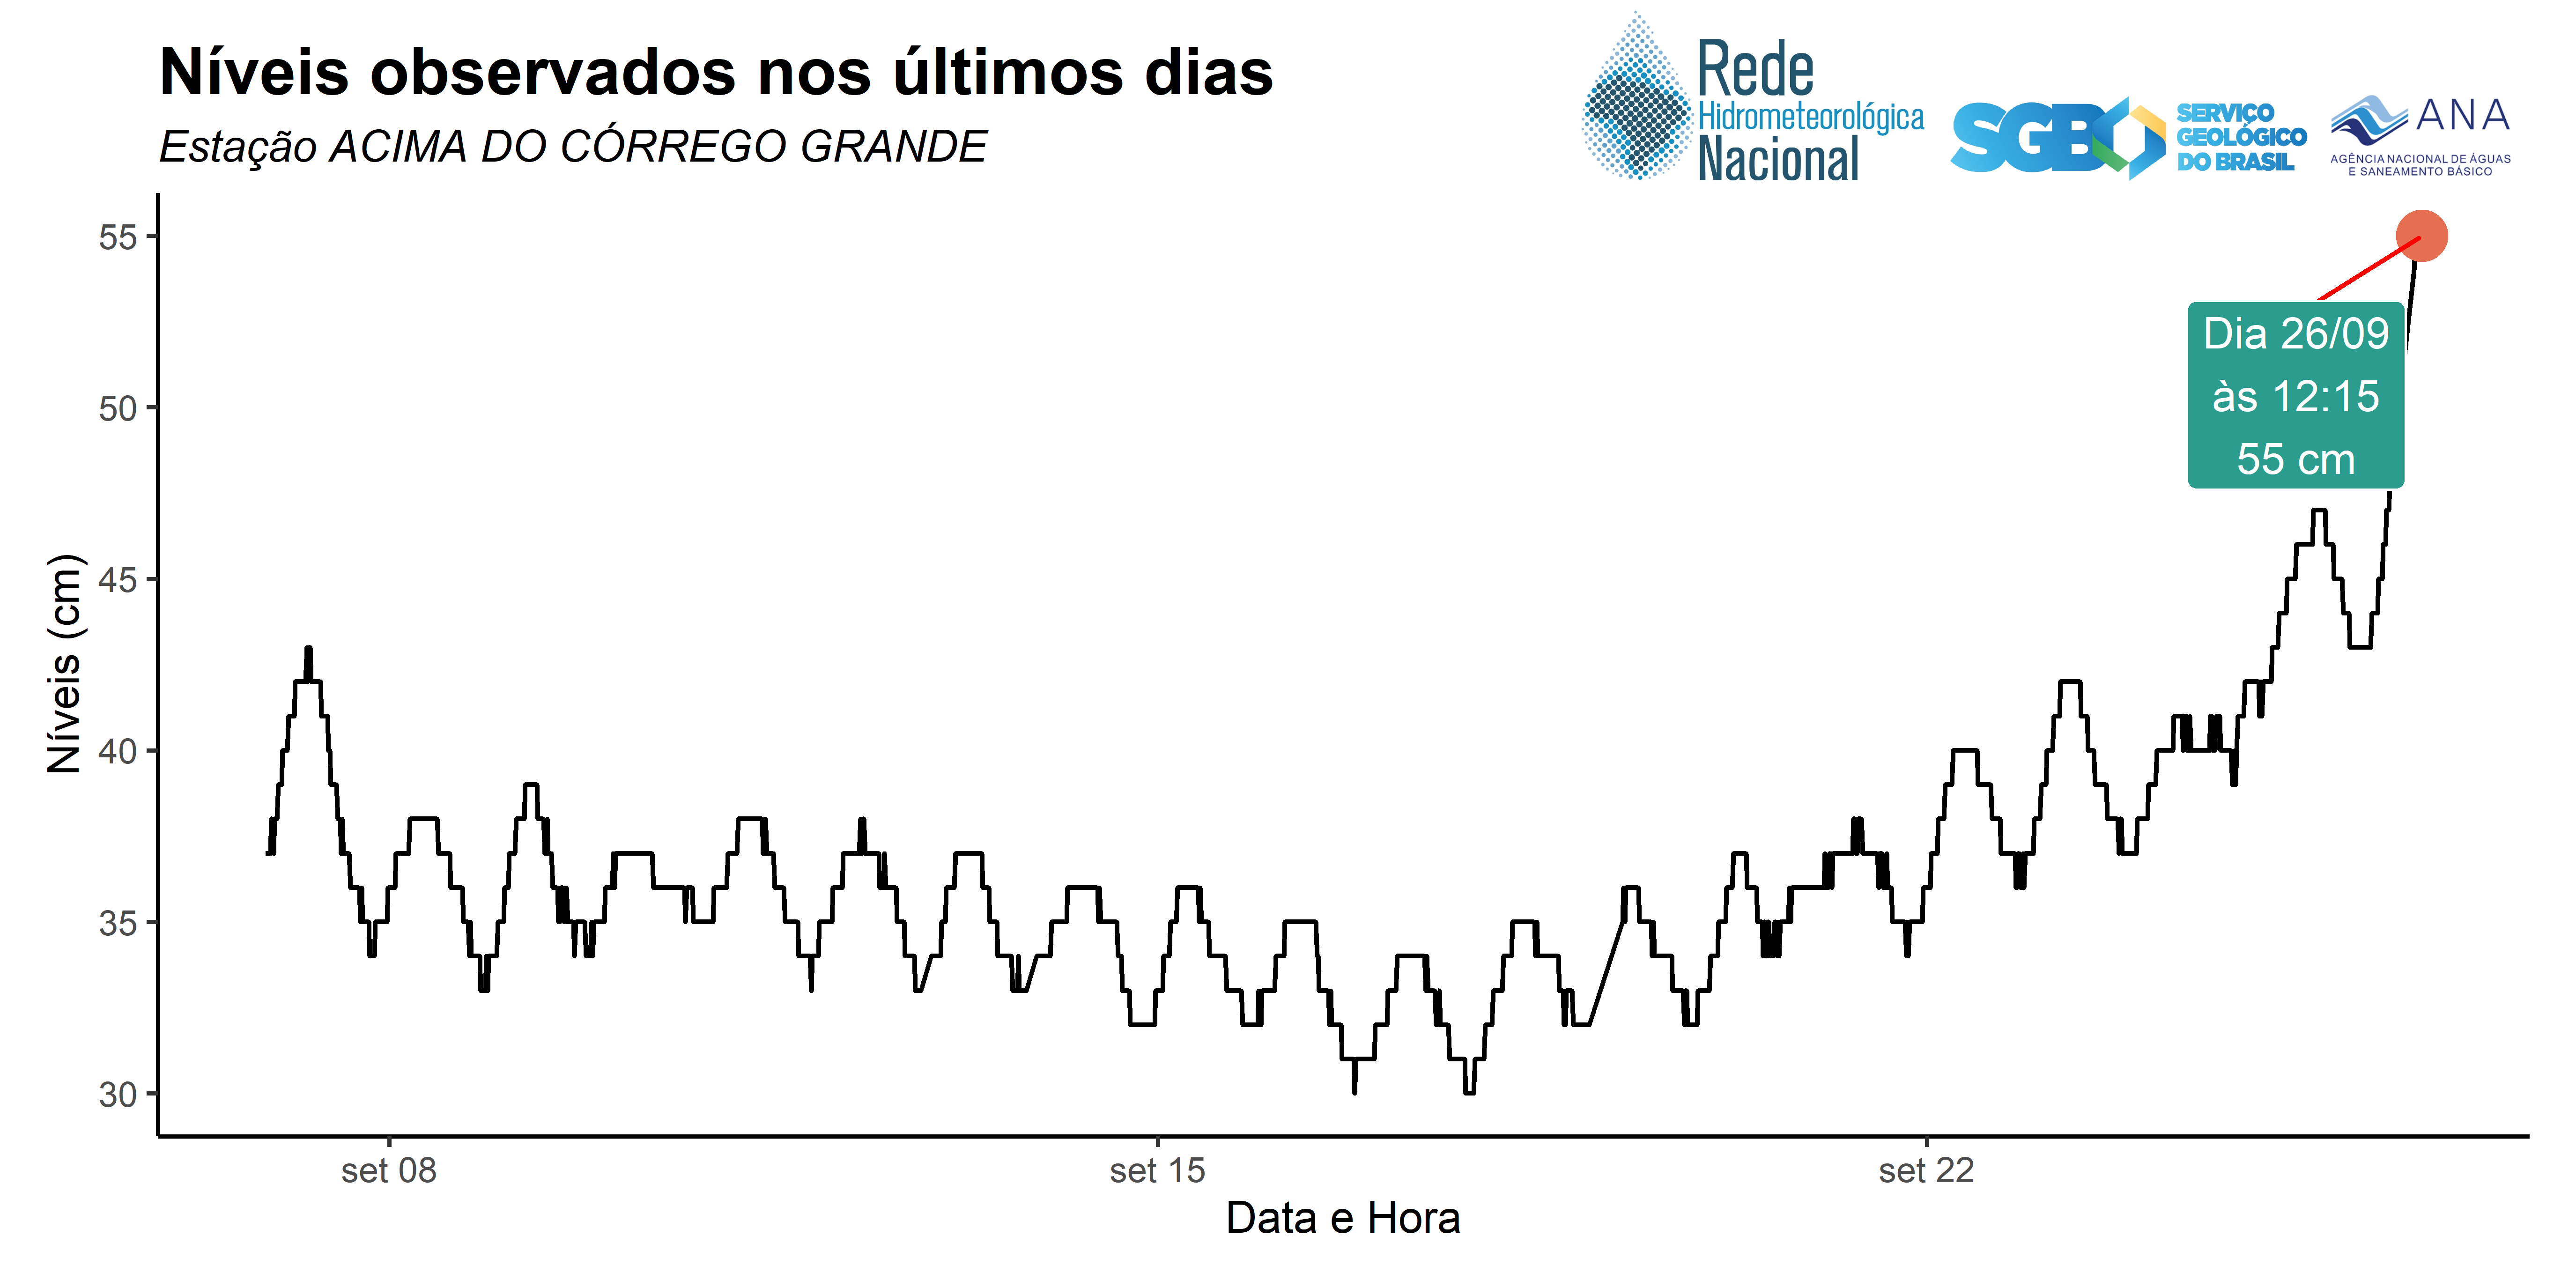 Níveis observados nos últimos dias
Estação ACIMA DO CÓRREGO GRANDE
Rede
Hidrometeorológica
Nacional
SGB
SERVIÇO
GEOLÓGICO
DO BRASIL
ANA
AGÊNCIA NACIONAL DE ÁGUAS
E SANEAMENTO BÁSICO
55
50
45
40
35
30
Níveis (cm)
Dia 26/09
às 12:15
55 cm
set 08
set 15
set 22
Data e Hora